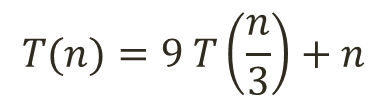 T(n) = 9 T(n/3) + n